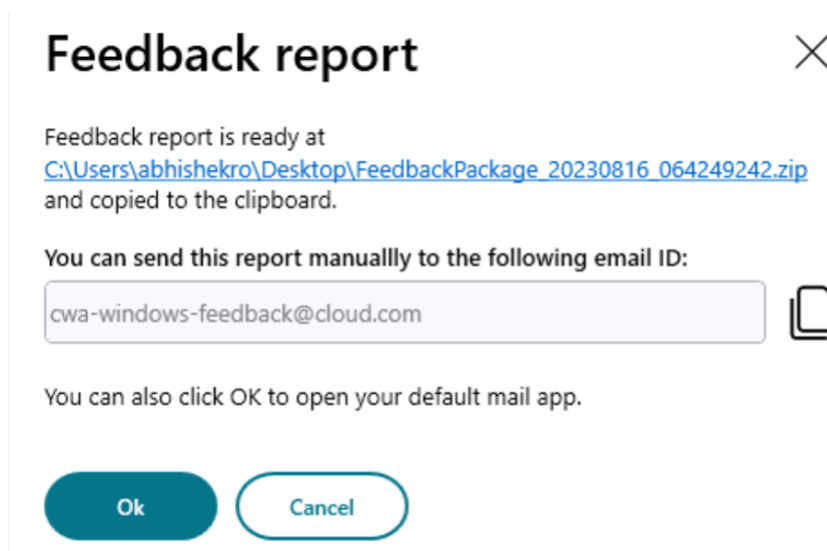 Feedback report
Feedback report is ready at
C:\Users\abhishekro\Desktop\FeedbackPackage_20230816_064249242.zip
and copied to the clipboard.
You can send this report manuallly to the following email ID:
cwa-windows-feedback@cloud.com
You can also click OK to open your default mail app.
Ok
Cancel